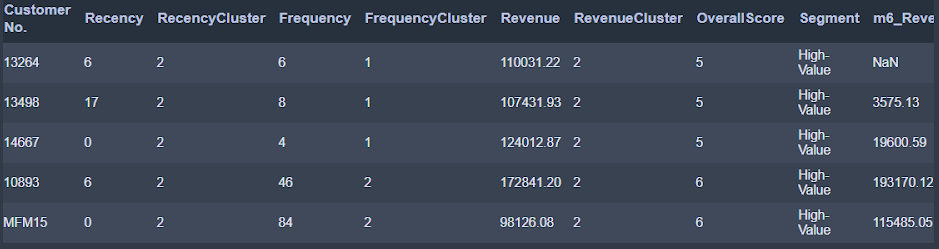 Customer No. Recency RecencyCluster Frequency FrequencyCluster Revenue RevenueCluster OverallScore Segment m6_Reve
13264 6 2 6 1 110031.22 2 5 High-Value NaN
13498 17 2 8 1 107431.93 2 5 High-Value 3575.13
14667 0 2 4 1 124012.87 2 5 High-Value 19600.59
10893 6 2 46 2 172841.20 2 6 High-Value 193170.12
MFM15 0 2 84 2 98126.08 2 6 High-Value 115485.05